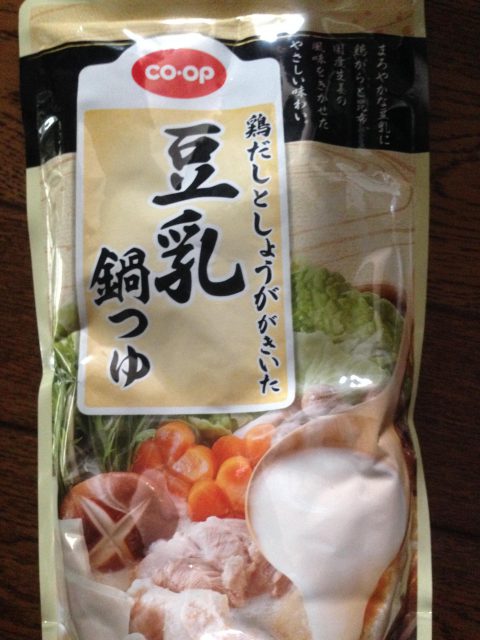 まろやかな豆乳に
鶏がらと昆布、
国産生姜の
風味をきかせた
やさしい味わい
CO·OP
鶏だしとしょうががきいた
豆乳
鍋つゆ